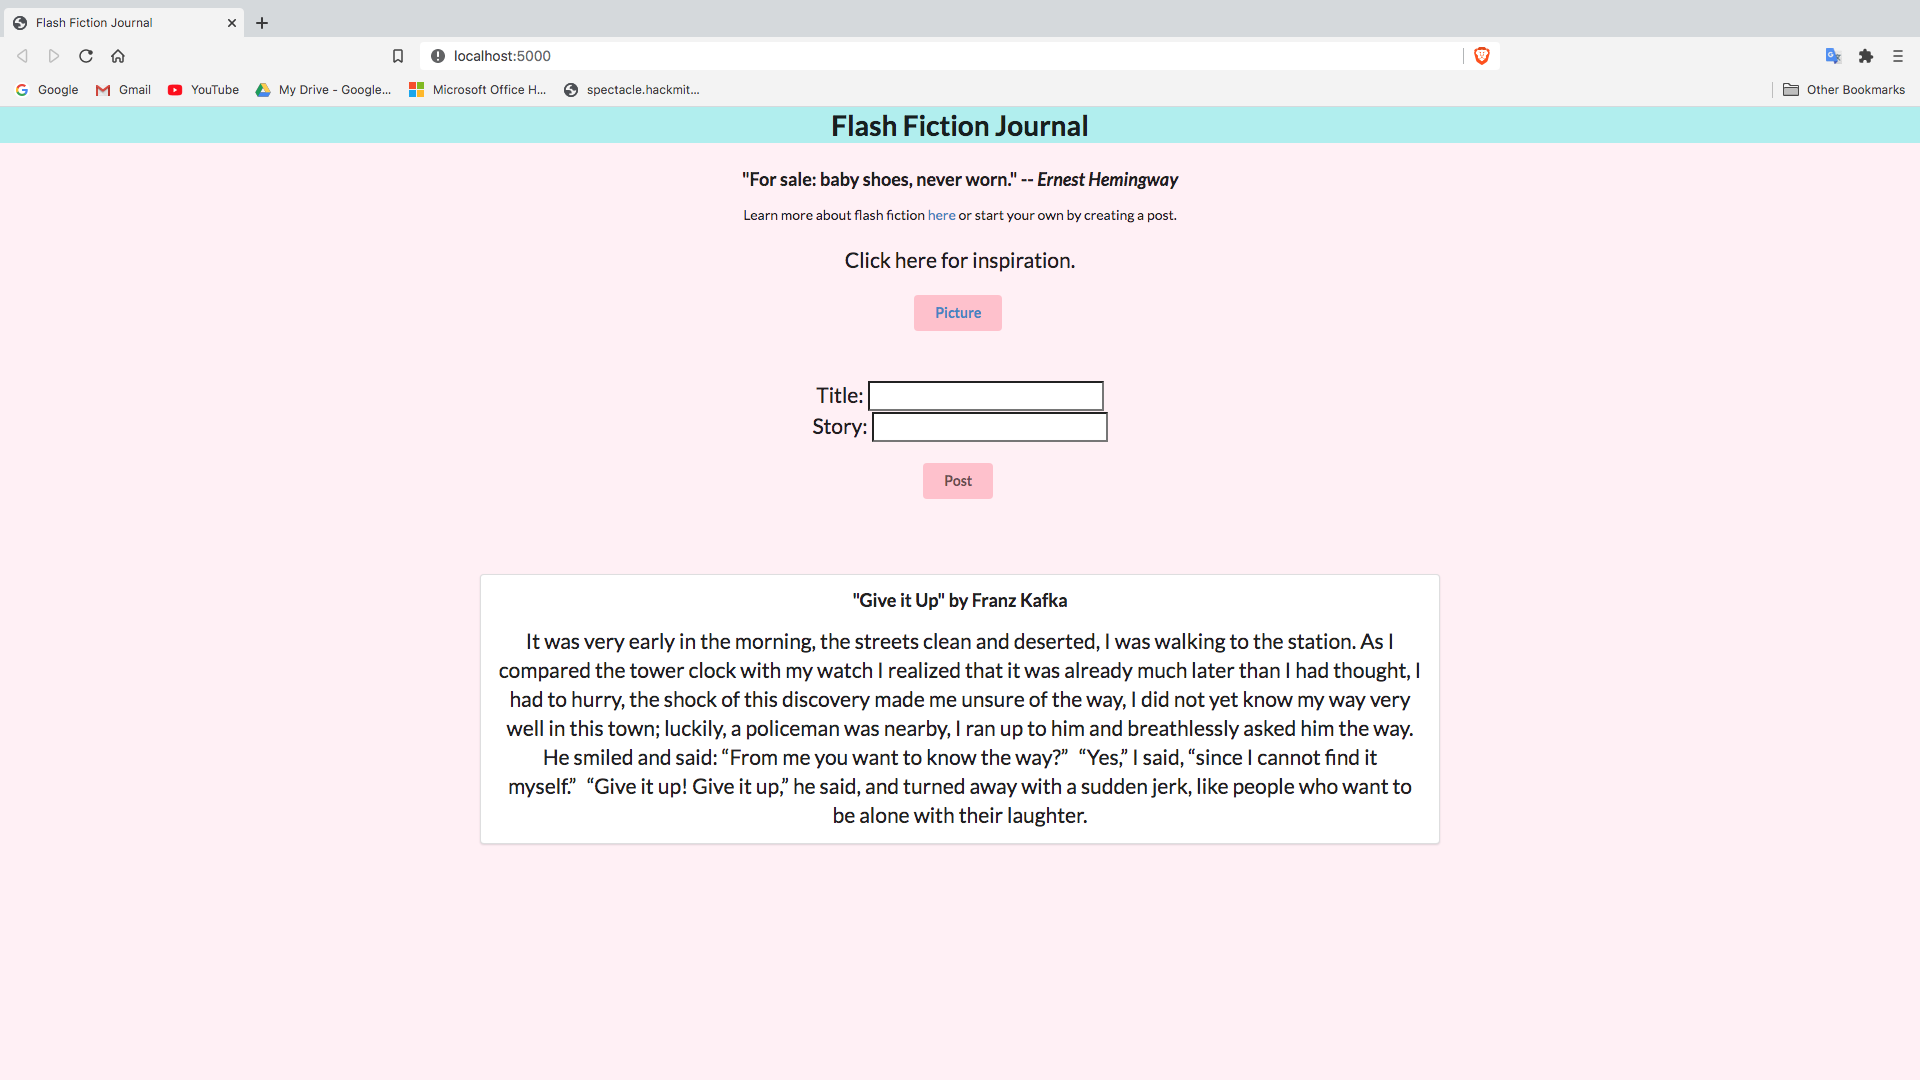 Flash Fiction Journal
localhost:5000
Google Gmail YouTube My Drive - Google... Microsoft Office H... spectacle.hackmit... Other Bookmarks
Flash Fiction Journal
"For sale: baby shoes, never worn." -- Ernest Hemingway
Learn more about flash fiction here or start your own by creating a post.
Click here for inspiration.
Picture
Title:
Story:
Post
"Give it Up" by Franz Kafka
It was very early in the morning, the streets clean and deserted, I was walking to the station. As I
compared the tower clock with my watch I realized that it was already much later than I had thought, I
had to hurry, the shock of this discovery made me unsure of the way, I did not yet know my way very
well in this town; luckily, a policeman was nearby, I ran up to him and breathlessly asked him the way.
He smiled and said: “From me you want to know the way?” “Yes,” I said, “since I cannot find it
myself.” “Give it up! Give it up,” he said, and turned away with a sudden jerk, like people who want to
be alone with their laughter.